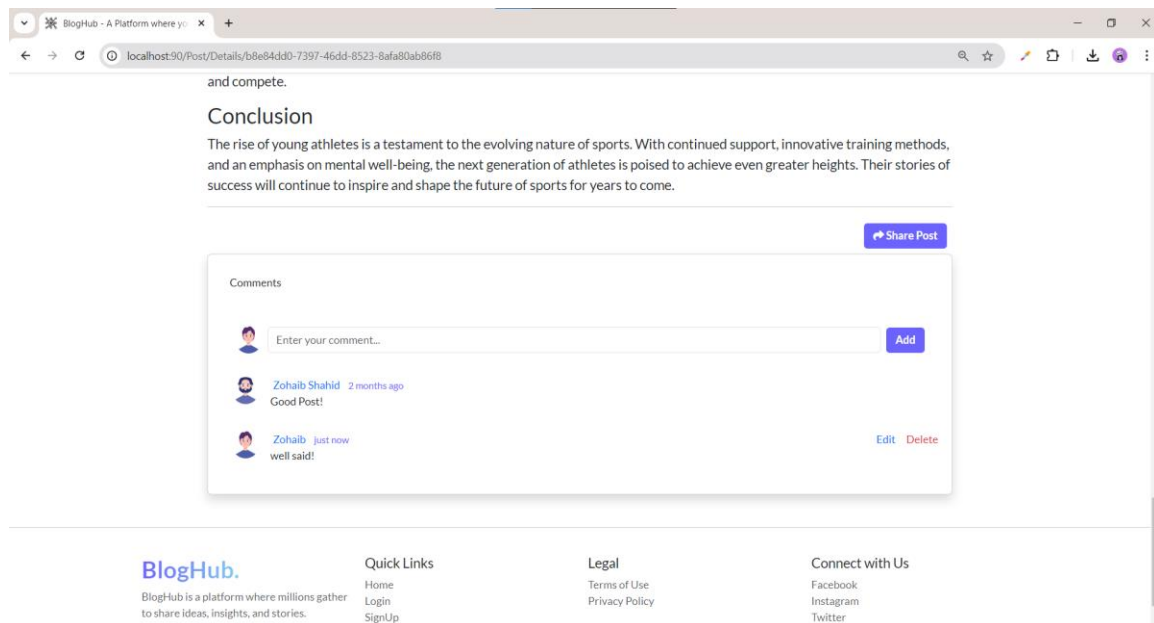 BlogHub - A Platform where yo
localhost:90/Post/Details/b8e84dd0-7397-46dd-8523-8afa80ab86f8
and compete.
Conclusion
The rise of young athletes is a testament to the evolving nature of sports. With continued support, innovative training methods,
and an emphasis on mental well-being, the next generation of athletes is poised to achieve even greater heights. Their stories of
success will continue to inspire and shape the future of sports for years to come.
Share Post
Comments
Enter your comment...
Add
Zohaib Shahid 2 months ago
Good Post!
Zohaib just now
Edit Delete
well said!
BlogHub.
BlogHub is a platform where millions gather
to share ideas, insights, and stories.
Quick Links
Home
Login
SignUp
Legal
Terms of Use
Privacy Policy
Connect with Us
Facebook
Instagram
Twitter